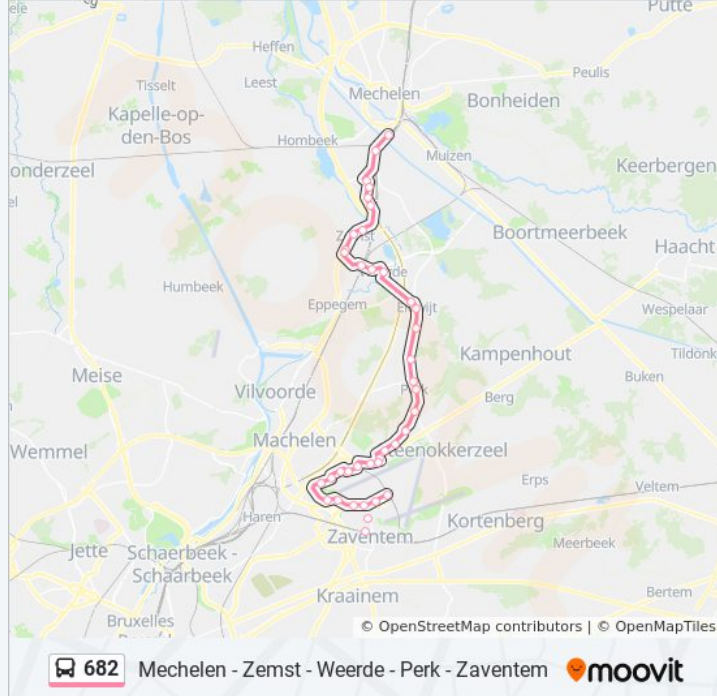 Putte
Heffen
Tisselt
Leest
Peulis
Mechelen
Bonheiden
Kapelle-op-
den-Bos
Hombeek
Muizen
onderzeel
Keerbergen
Boortmeerbeek
Haacht
Humbeek
Eppegem
Wespelaar
Kampenhout
Tildonk
Meise
Buken
Vilvoorde
Berg
Machelen
Wemmel
eenokkerzeel
Erps
Veltem
Haren
Kortenberg
Zaventem
Jette
Schaerbeek -
Schaarbeek
Meerbeek
Kraainem
Bertem
Bruxelles
© OpenStreetMap contributors | © OpenMapTiles
682 Mechelen - Zemst - Weerde - Perk - Zaventem moovit